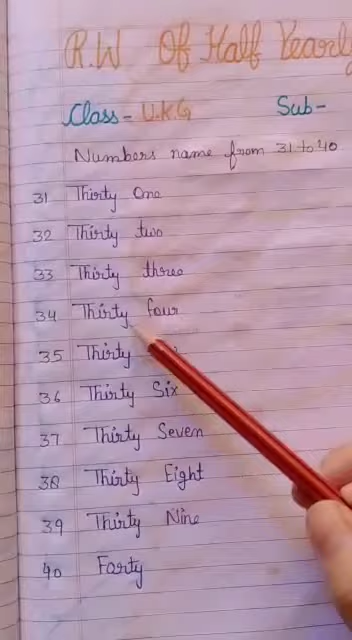 R.W Of Half Yearly
Class - U.K.G Sub -
Numbers name from 31 to 40
31 Thirty One
32 Thirty two
33 Thirty three
34 Thirty four
35 Thirty
36 Thirty Six
37 Thirty Seven
38 Thirty Eight
39 Thirty Nine
40 Forty